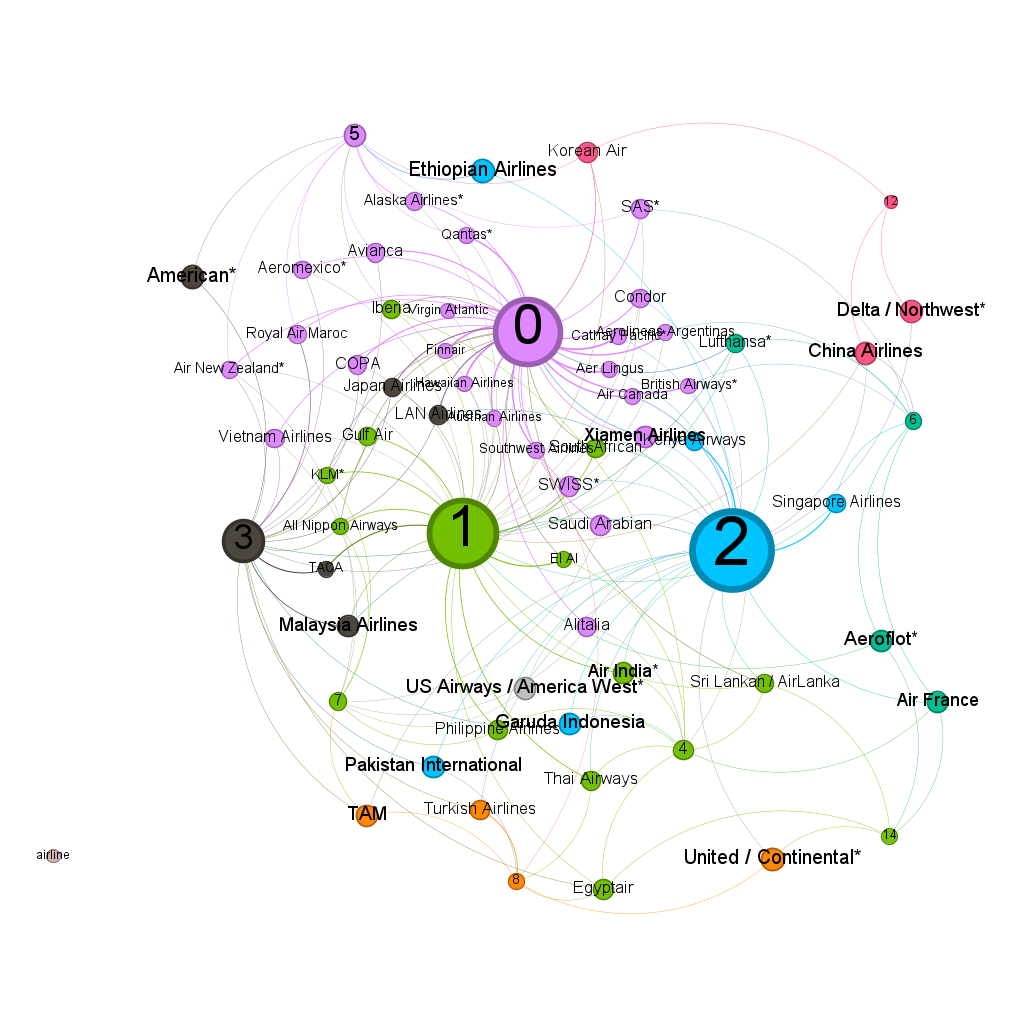 5
Korean Air
Ethiopian Airlines
Alaska Airlines*
12
SAS*
Qantas*
Avianca
Aeromexico*
American*
Condor
Iberia
Virgin Atlantic
Delta / Northwest*
0
Royal Air Maroc
Aerolineas Argentinas
Cathay Pacific*
Lufthansa*
Finnair
China Airlines
COPA
Air New Zealand*
Aer Lingus
Japan Airlines
Hawaiian Airlines
British Airways*
Air Canada
LAN Airlines
Austrian Airlines
6
Vietnam Airlines
Gulf Air
Xiamen Airlines
Kenya Airways
Southwest Airlines
South African
KLM*
SWISS*
Singapore Airlines
All Nippon Airways
Saudi Arabian
3
1
2
El Al
TACA
Malaysia Airlines
Alitalia
Aeroflot*
Air India*
Sri Lankan / AirLanka
US Airways / America West*
7
Air France
Garuda Indonesia
Philippine Airlines
4
Pakistan International
Thai Airways
TAM
Turkish Airlines
14
airline
United / Continental*
8
Egyptair